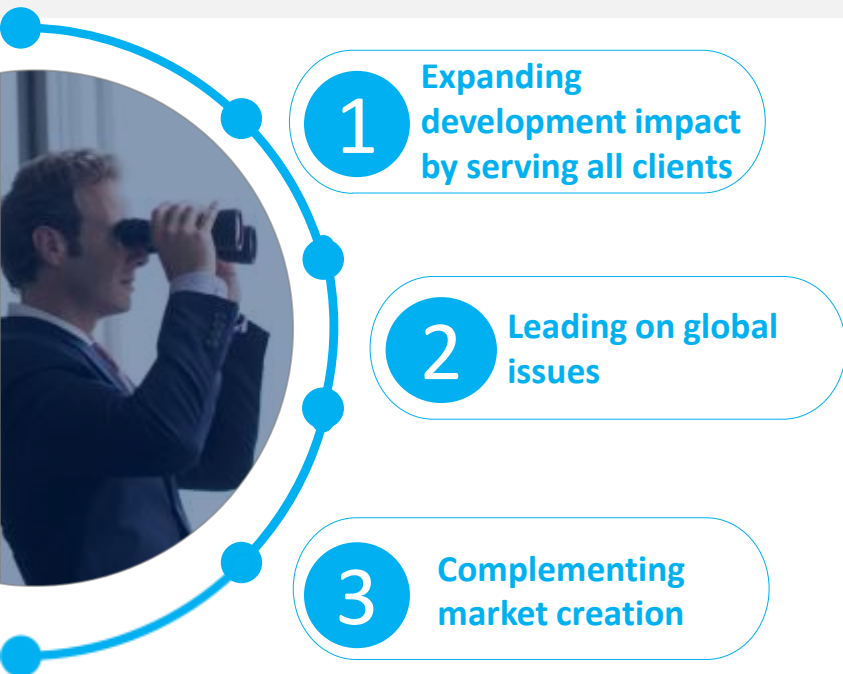 1
Expanding
development impact
by serving all clients
2
Leading on global
issues
3
Complementing
market creation